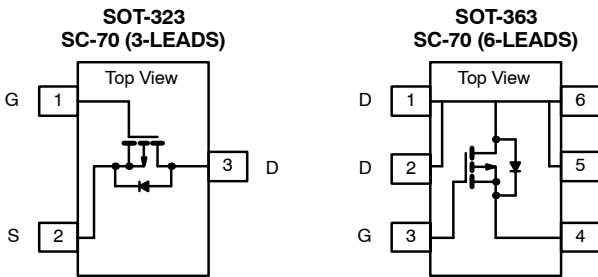 SOT-323
SC-70 (3-LEADS)
Top View
G 1
3 D
S 2
SOT-363
SC-70 (6-LEADS)
Top View
D 1 6
D 2 5
G 3 4